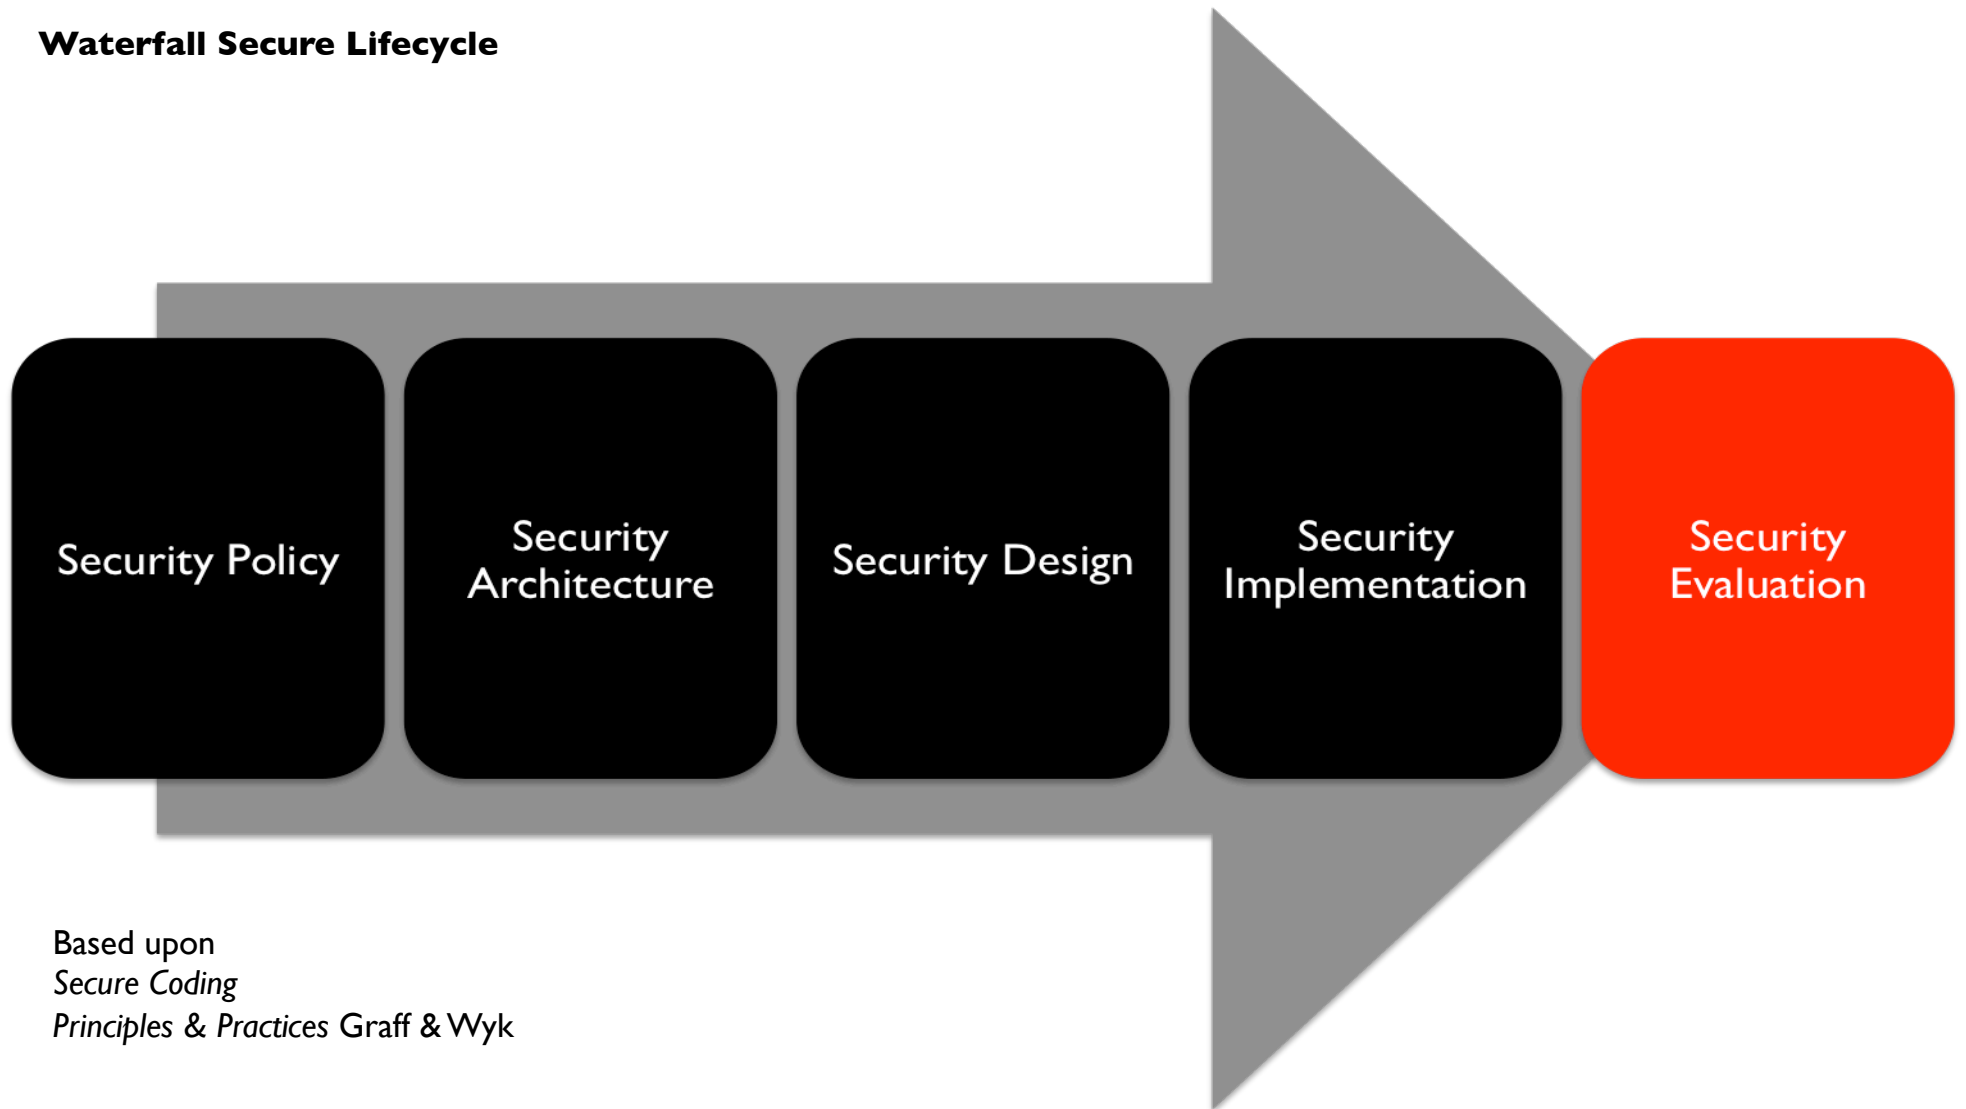 Waterfall Secure Lifecycle
Security Policy
Security
Architecture
Security Design
Security
Implementation
Security
Evaluation
Based upon
Secure Coding
Principles & Practices Graff & Wyk